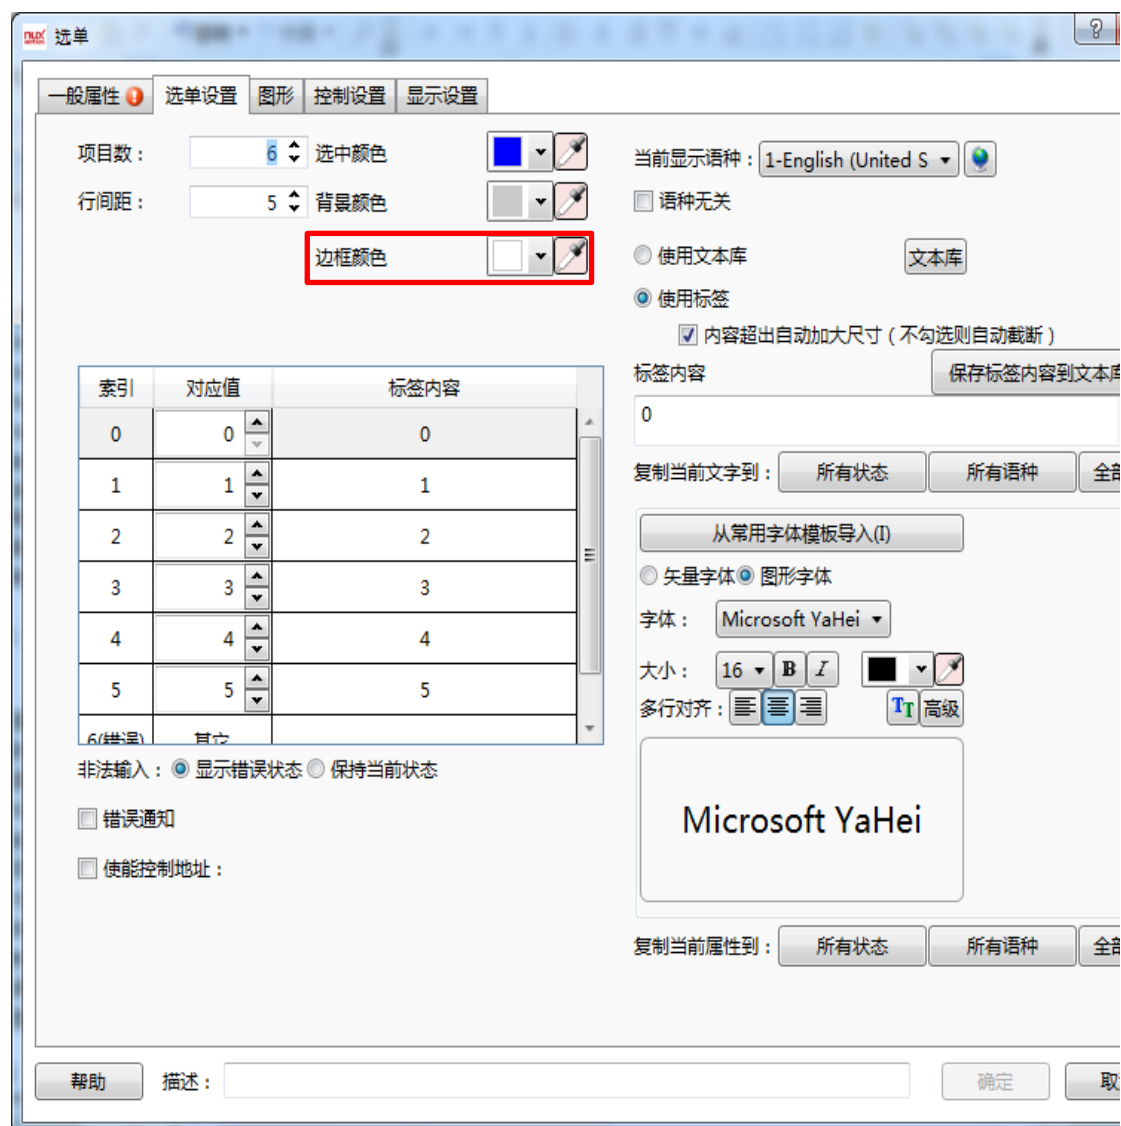 选单
一般属性 选单设置 图形 控制设置 显示设置
项目数： 6 选中颜色
行间距： 5 背景颜色
边框颜色
索引 对应值 标签内容
0 0 0
1 1 1
2 2 2
3 3 3
4 4 4
5 5 5
6(错误) 其它
非法输入： 显示错误状态 保持当前状态
错误通知
使能控制地址：
当前显示语种： 1-English (United S
语种无关
使用文本库 文本库
使用标签
内容超出自动加大尺寸（不勾选则自动截断）
标签内容 保存标签内容到文本库
0
复制当前文字到： 所有状态 所有语种 全部
从常用字体模板导入(I)
矢量字体 图形字体
字体： Microsoft YaHei
大小： 16 B I
多行对齐： TT 高级
Microsoft YaHei
复制当前属性到： 所有状态 所有语种 全部
帮助 描述： 确定 取